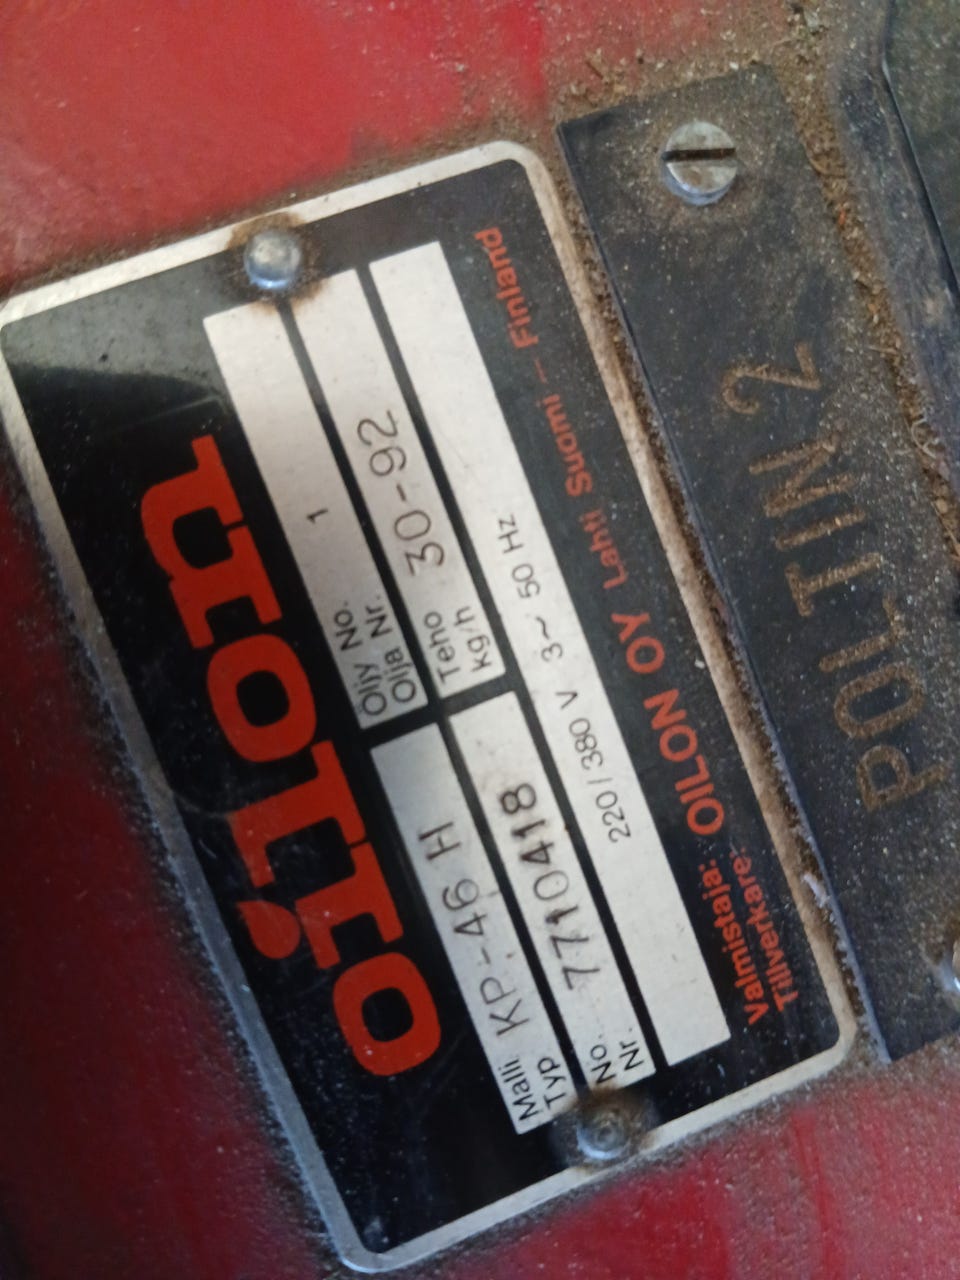 oilon
Malli KP-46 H
Typ
Öljy No. 1
Olja Nr.
No. 7710418
Nr.
Teho 30-92
kg/h
220/380 V 3~ 50 Hz
Valmistaja: OILON OY Lahti Suomi – Finland
Tillverkare:
POLTIN 2